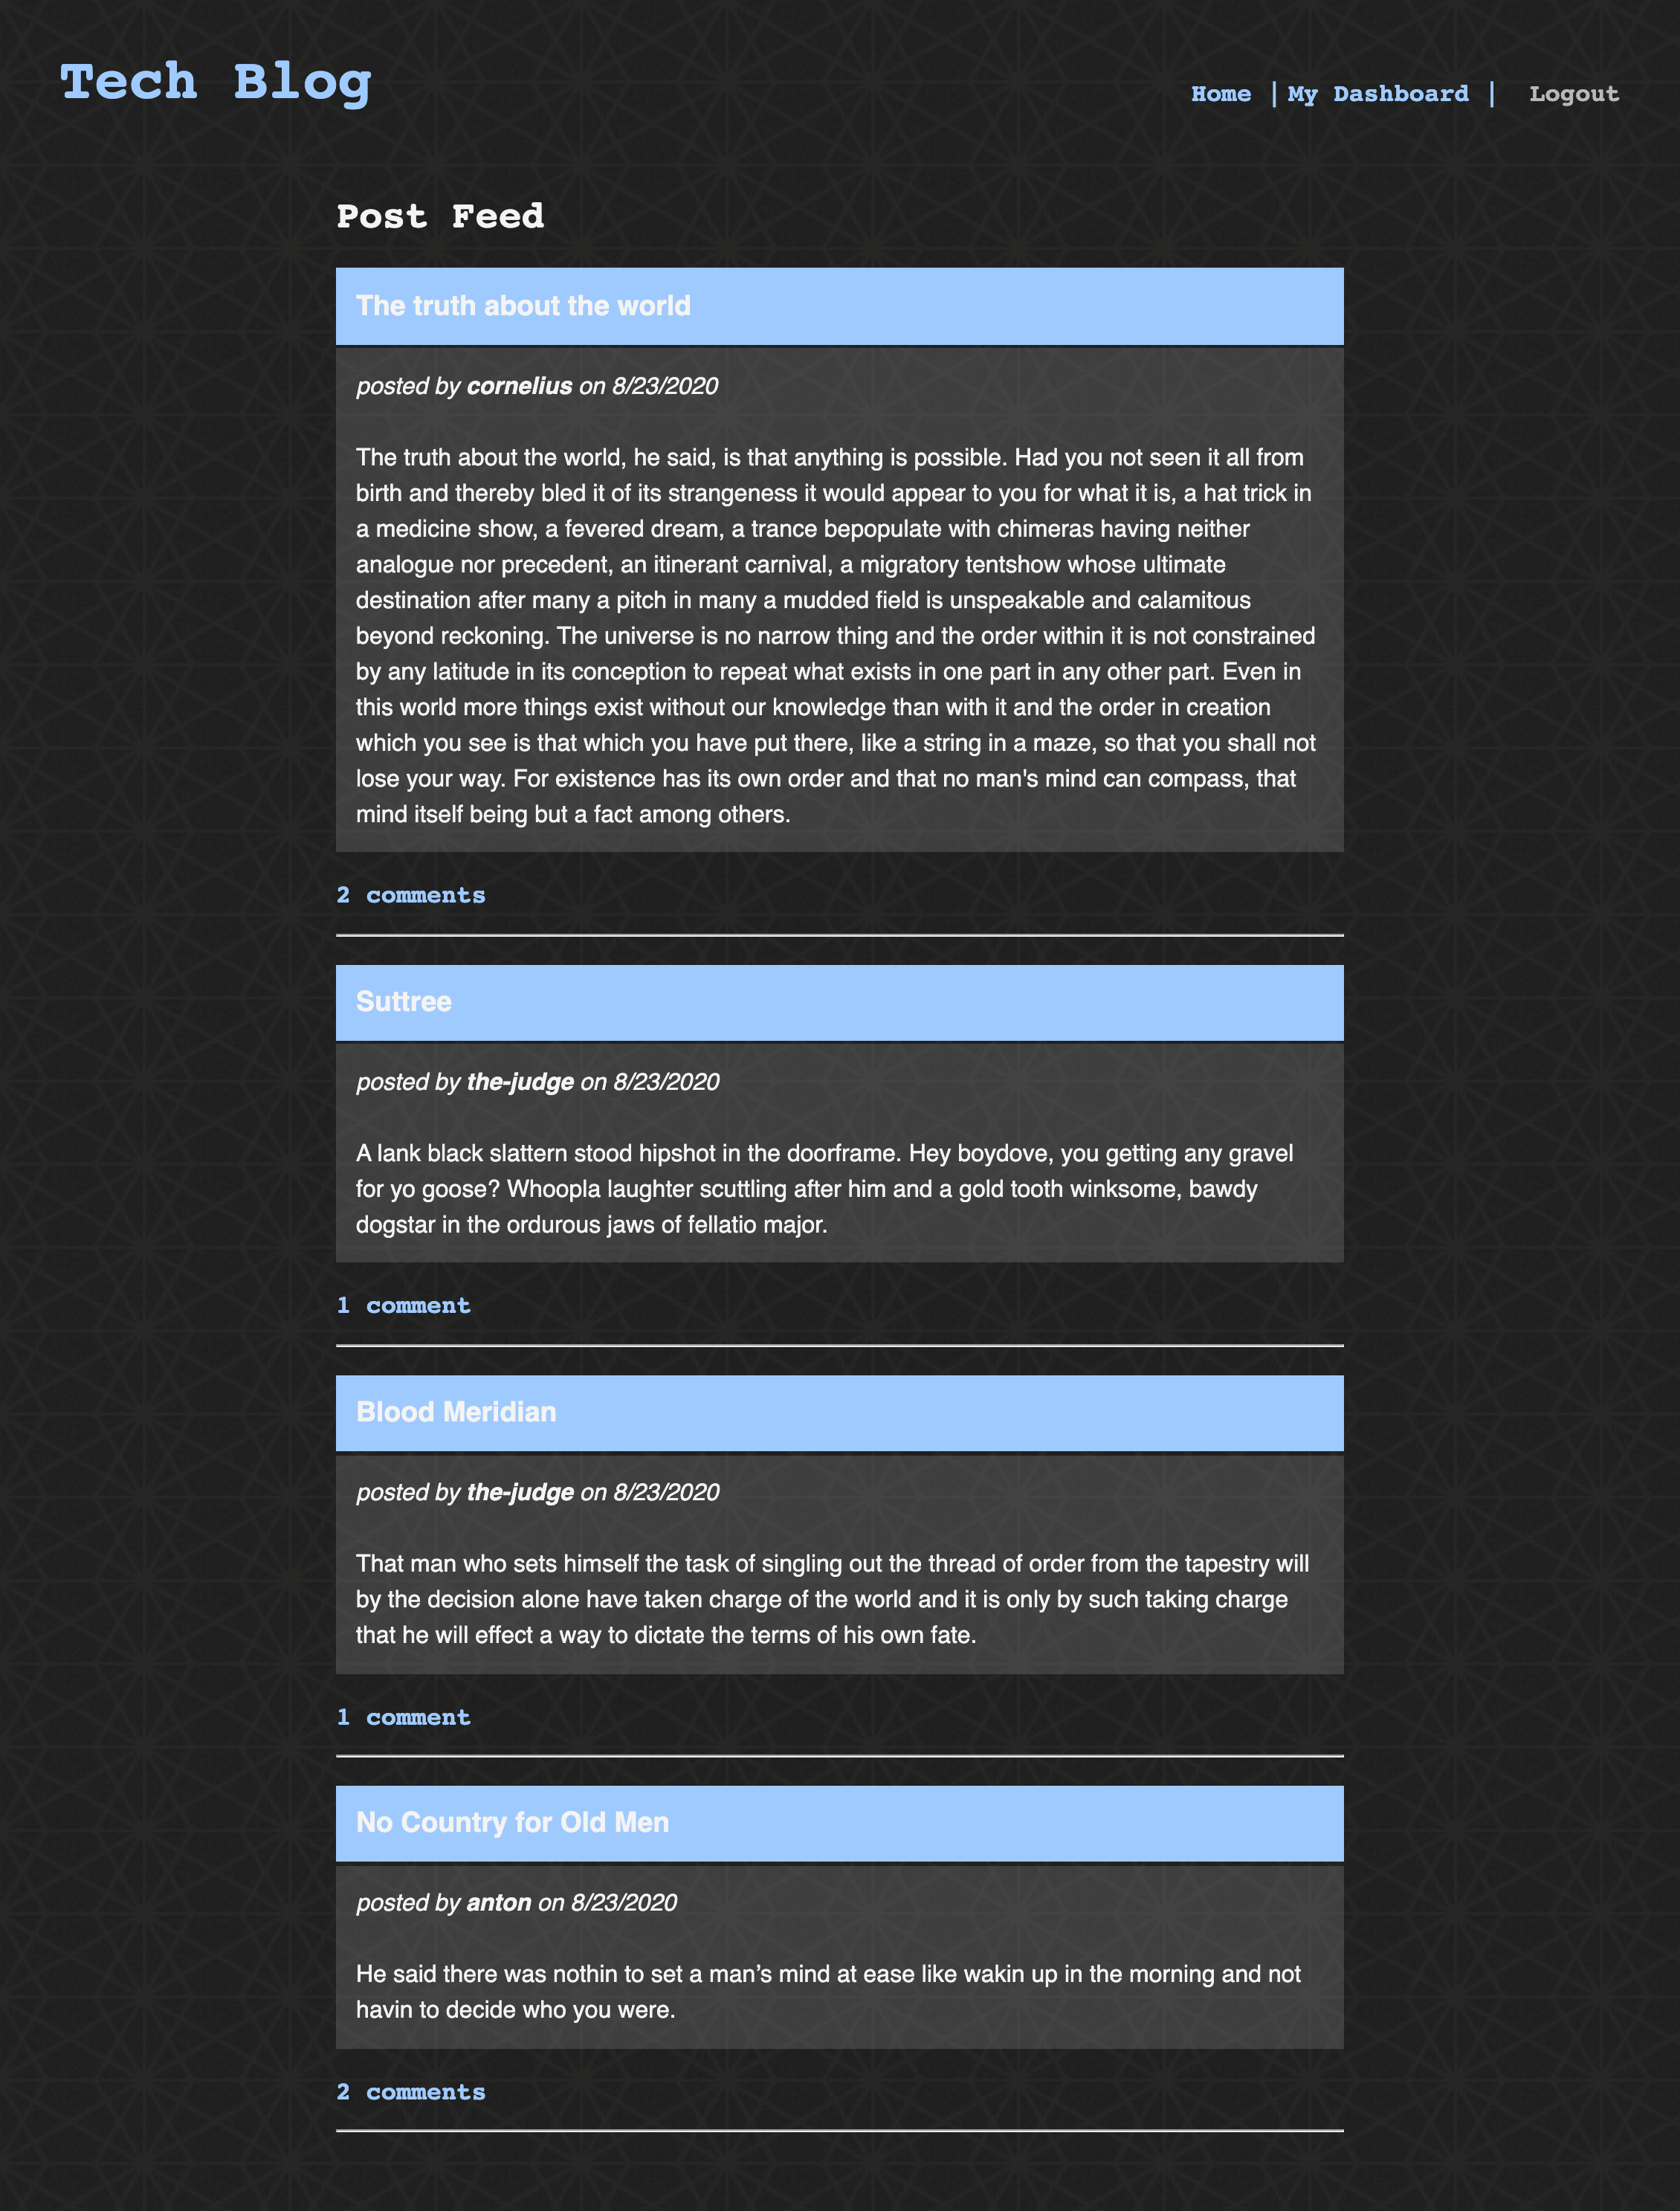 Tech Blog
Home | My Dashboard | Logout
Post Feed
The truth about the world
posted by cornelius on 8/23/2020
The truth about the world, he said, is that anything is possible. Had you not seen it all from
birth and thereby bled it of its strangeness it would appear to you for what it is, a hat trick in
a medicine show, a fevered dream, a trance bepopulate with chimeras having neither
analogue nor precedent, an itinerant carnival, a migratory tentshow whose ultimate
destination after many a pitch in many a mudded field is unspeakable and calamitous
beyond reckoning. The universe is no narrow thing and the order within it is not constrained
by any latitude in its conception to repeat what exists in one part in any other part. Even in
this world more things exist without our knowledge than with it and the order in creation
which you see is that which you have put there, like a string in a maze, so that you shall not
lose your way. For existence has its own order and that no man's mind can compass, that
mind itself being but a fact among others.
2 comments
Suttree
posted by the-judge on 8/23/2020
A lank black slattern stood hipshot in the doorframe. Hey boydove, you getting any gravel
for yo goose? Whoopla laughter scuttling after him and a gold tooth winksome, bawdy
dogstar in the ordurous jaws of fellatio major.
1 comment
Blood Meridian
posted by the-judge on 8/23/2020
That man who sets himself the task of singling out the thread of order from the tapestry will
by the decision alone have taken charge of the world and it is only by such taking charge
that he will effect a way to dictate the terms of his own fate.
1 comment
No Country for Old Men
posted by anton on 8/23/2020
He said there was nothin to set a man’s mind at ease like wakin up in the morning and not
havin to decide who you were.
2 comments